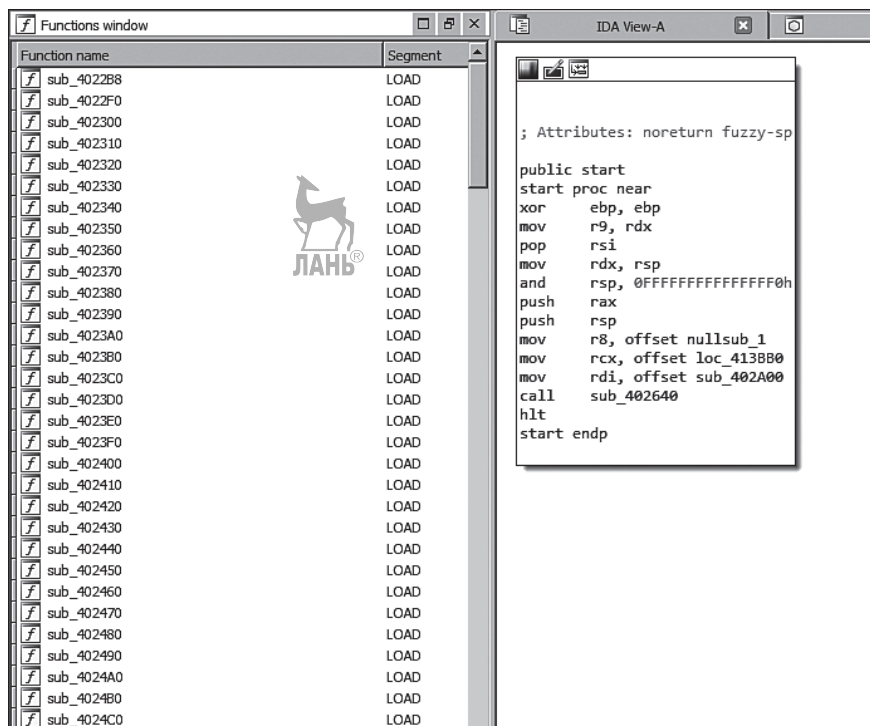 Functions window
IDA View-A
Function name Segment
sub_4022B8 LOAD
sub_4022F0 LOAD
sub_402300 LOAD
sub_402310 LOAD
sub_402320 LOAD
sub_402330 LOAD
sub_402340 LOAD
sub_402350 LOAD
sub_402360 LOAD
sub_402370 LOAD
sub_402380 LOAD
sub_402390 LOAD
sub_4023A0 LOAD
sub_4023B0 LOAD
sub_4023C0 LOAD
sub_4023D0 LOAD
sub_4023E0 LOAD
sub_4023F0 LOAD
sub_402400 LOAD
sub_402410 LOAD
sub_402420 LOAD
sub_402430 LOAD
sub_402440 LOAD
sub_402450 LOAD
sub_402460 LOAD
sub_402470 LOAD
sub_402480 LOAD
sub_402490 LOAD
sub_4024A0 LOAD
sub_4024B0 LOAD
sub_4024C0 LOAD
ЛАНЬ®
; Attributes: noreturn fuzzy-sp
public start
start proc near
xor ebp, ebp
mov r9, rdx
pop rsi
mov rdx, rsp
and rsp, 0FFFFFFFFFFFFFFF0h
push rax
push rsp
mov r8, offset nullsub_1
mov rcx, offset loc_413BB0
mov rdi, offset sub_402A00
call sub_402640
hlt
start endp